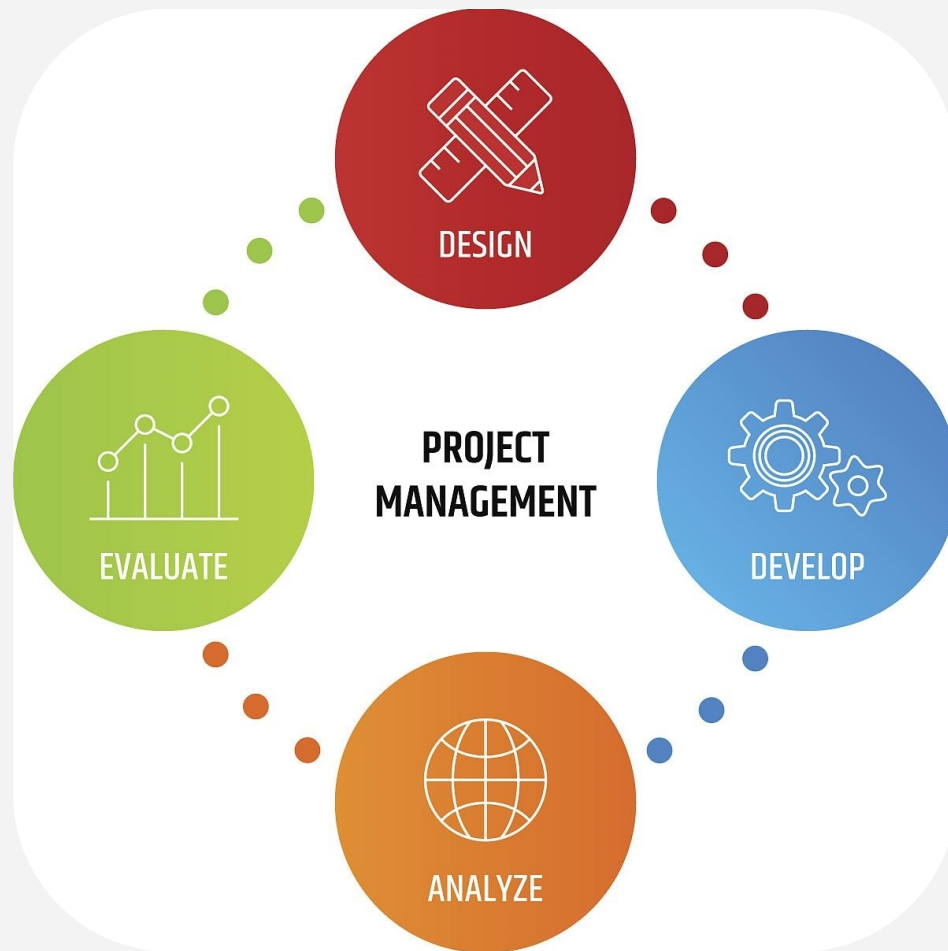 DESIGN
PROJECT
MANAGEMENT
EVALUATE
DEVELOP
ANALYZE